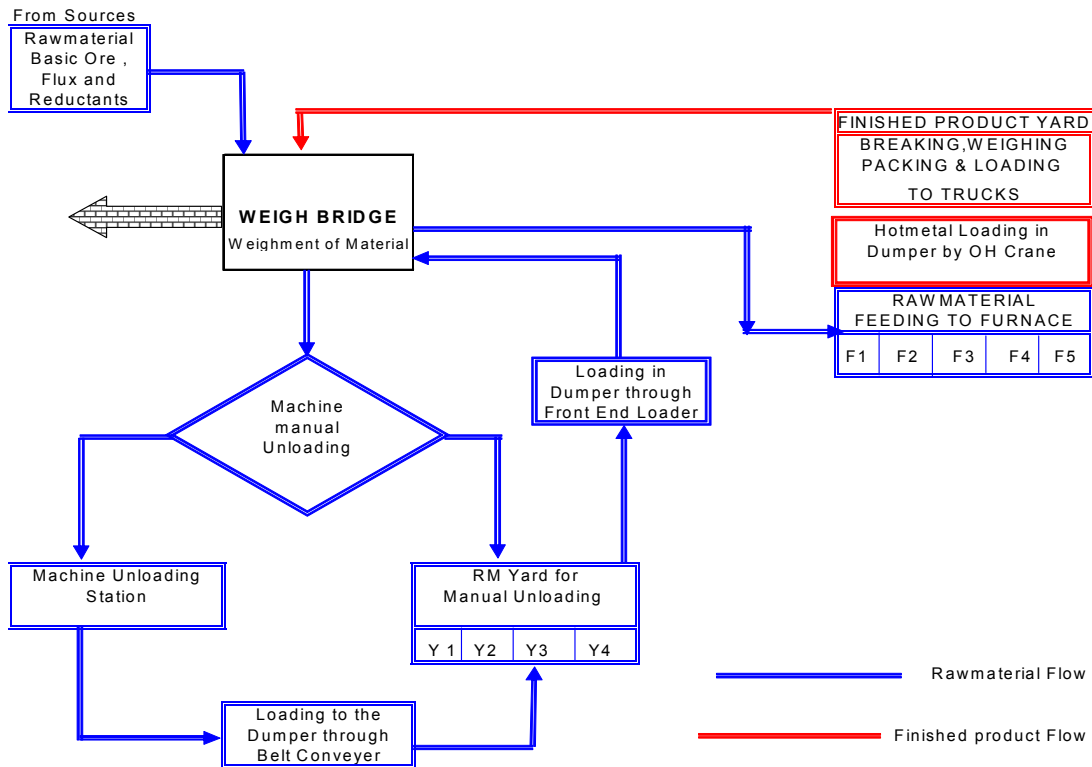 From Sources
Rawmaterial
Basic Ore ,
Flux and
Reductants
FINISHED PRODUCT YARD
BREAKING,WEIGHING
PACKING & LOADING
TO TRUCKS
WEIGH BRIDGE
Weighment of Material
Hotmetal Loading in
Dumper by OH Crane
RAWMATERIAL
FEEDING TO FURNACE
F1 F2 F3 F4 F5
Loading in
Dumper through
Front End Loader
Machine
manual
Unloading
Machine Unloading
Station
RM Yard for
Manual Unloading
Y 1 Y2 Y3 Y4
Loading to the
Dumper through
Belt Conveyer
Rawmaterial Flow
Finished product Flow